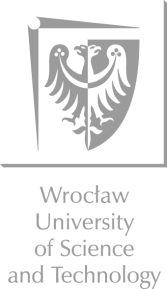 Wrocław
University
of Science
and Technology